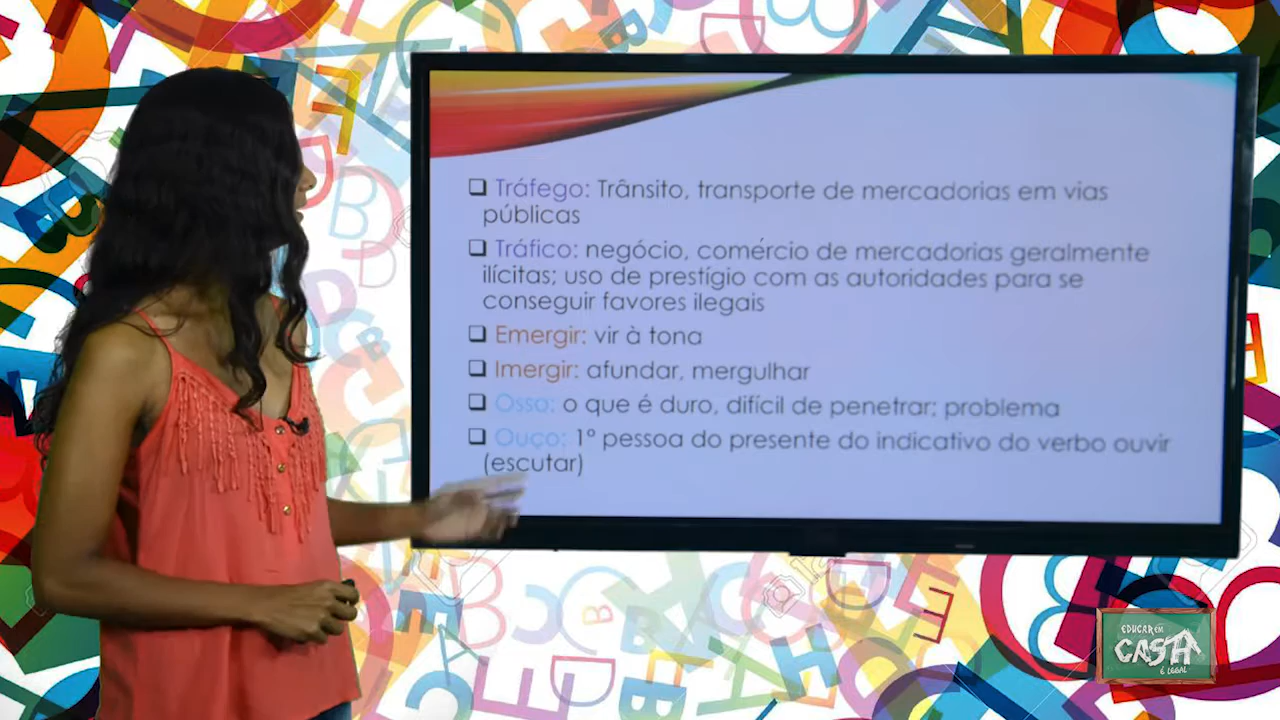 Tráfego: Trânsito, transporte de mercadorias em vias
públicas
Tráfico: negócio, comércio de mercadorias geralmente
ilícitas; uso de prestígio com as autoridades para se
conseguir favores ilegais
Emergir: vir à tona
Imergir: afundar, mergulhar
Osso: o que é duro, difícil de penetrar; problema
Ouço: 1º pessoa do presente do indicativo do verbo ouvir
(escutar)
EDUCAR EM
CASA
É LEGAL